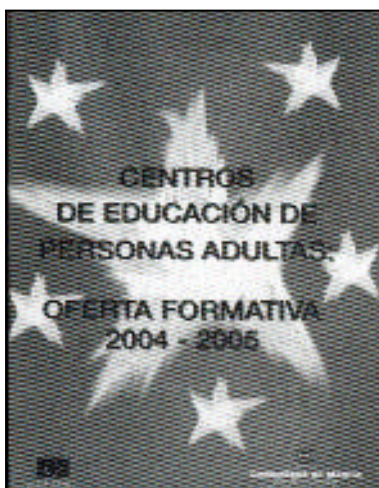 CENTROS
DE EDUCACIÓN DE
PERSONAS ADULTAS.
OFERTA FORMATIVA
2004 - 2005